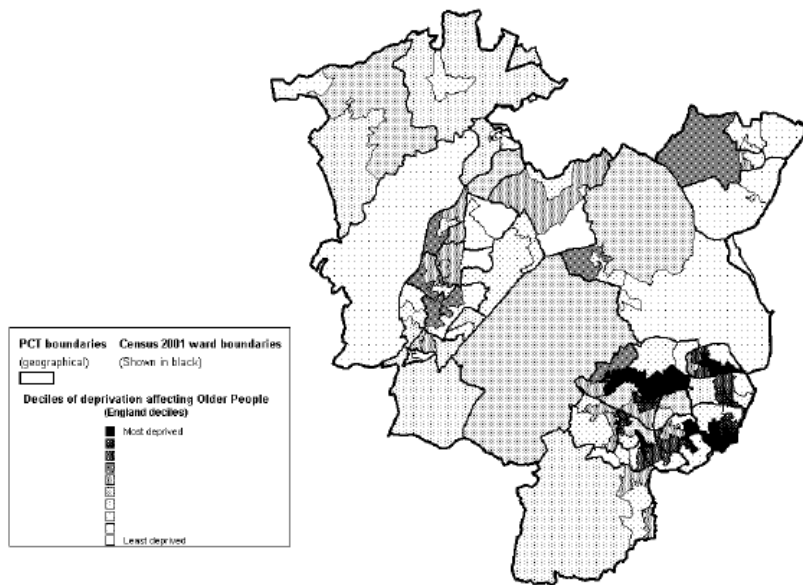 PCT boundaries Census 2001 ward boundaries
(geographical) (Shown in black)
Deciles of deprivation affecting Older People
(England deciles)
Most deprived
Least deprived